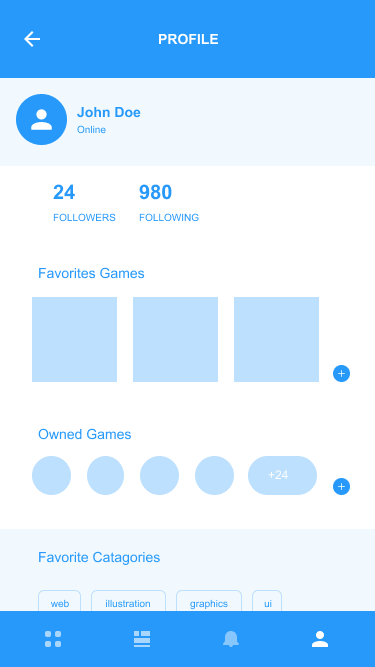 PROFILE
John Doe
Online
24 980
FOLLOWERS FOLLOWING
Favorites Games
Owned Games
+24
Favorite Catagories
web illustration graphics ui